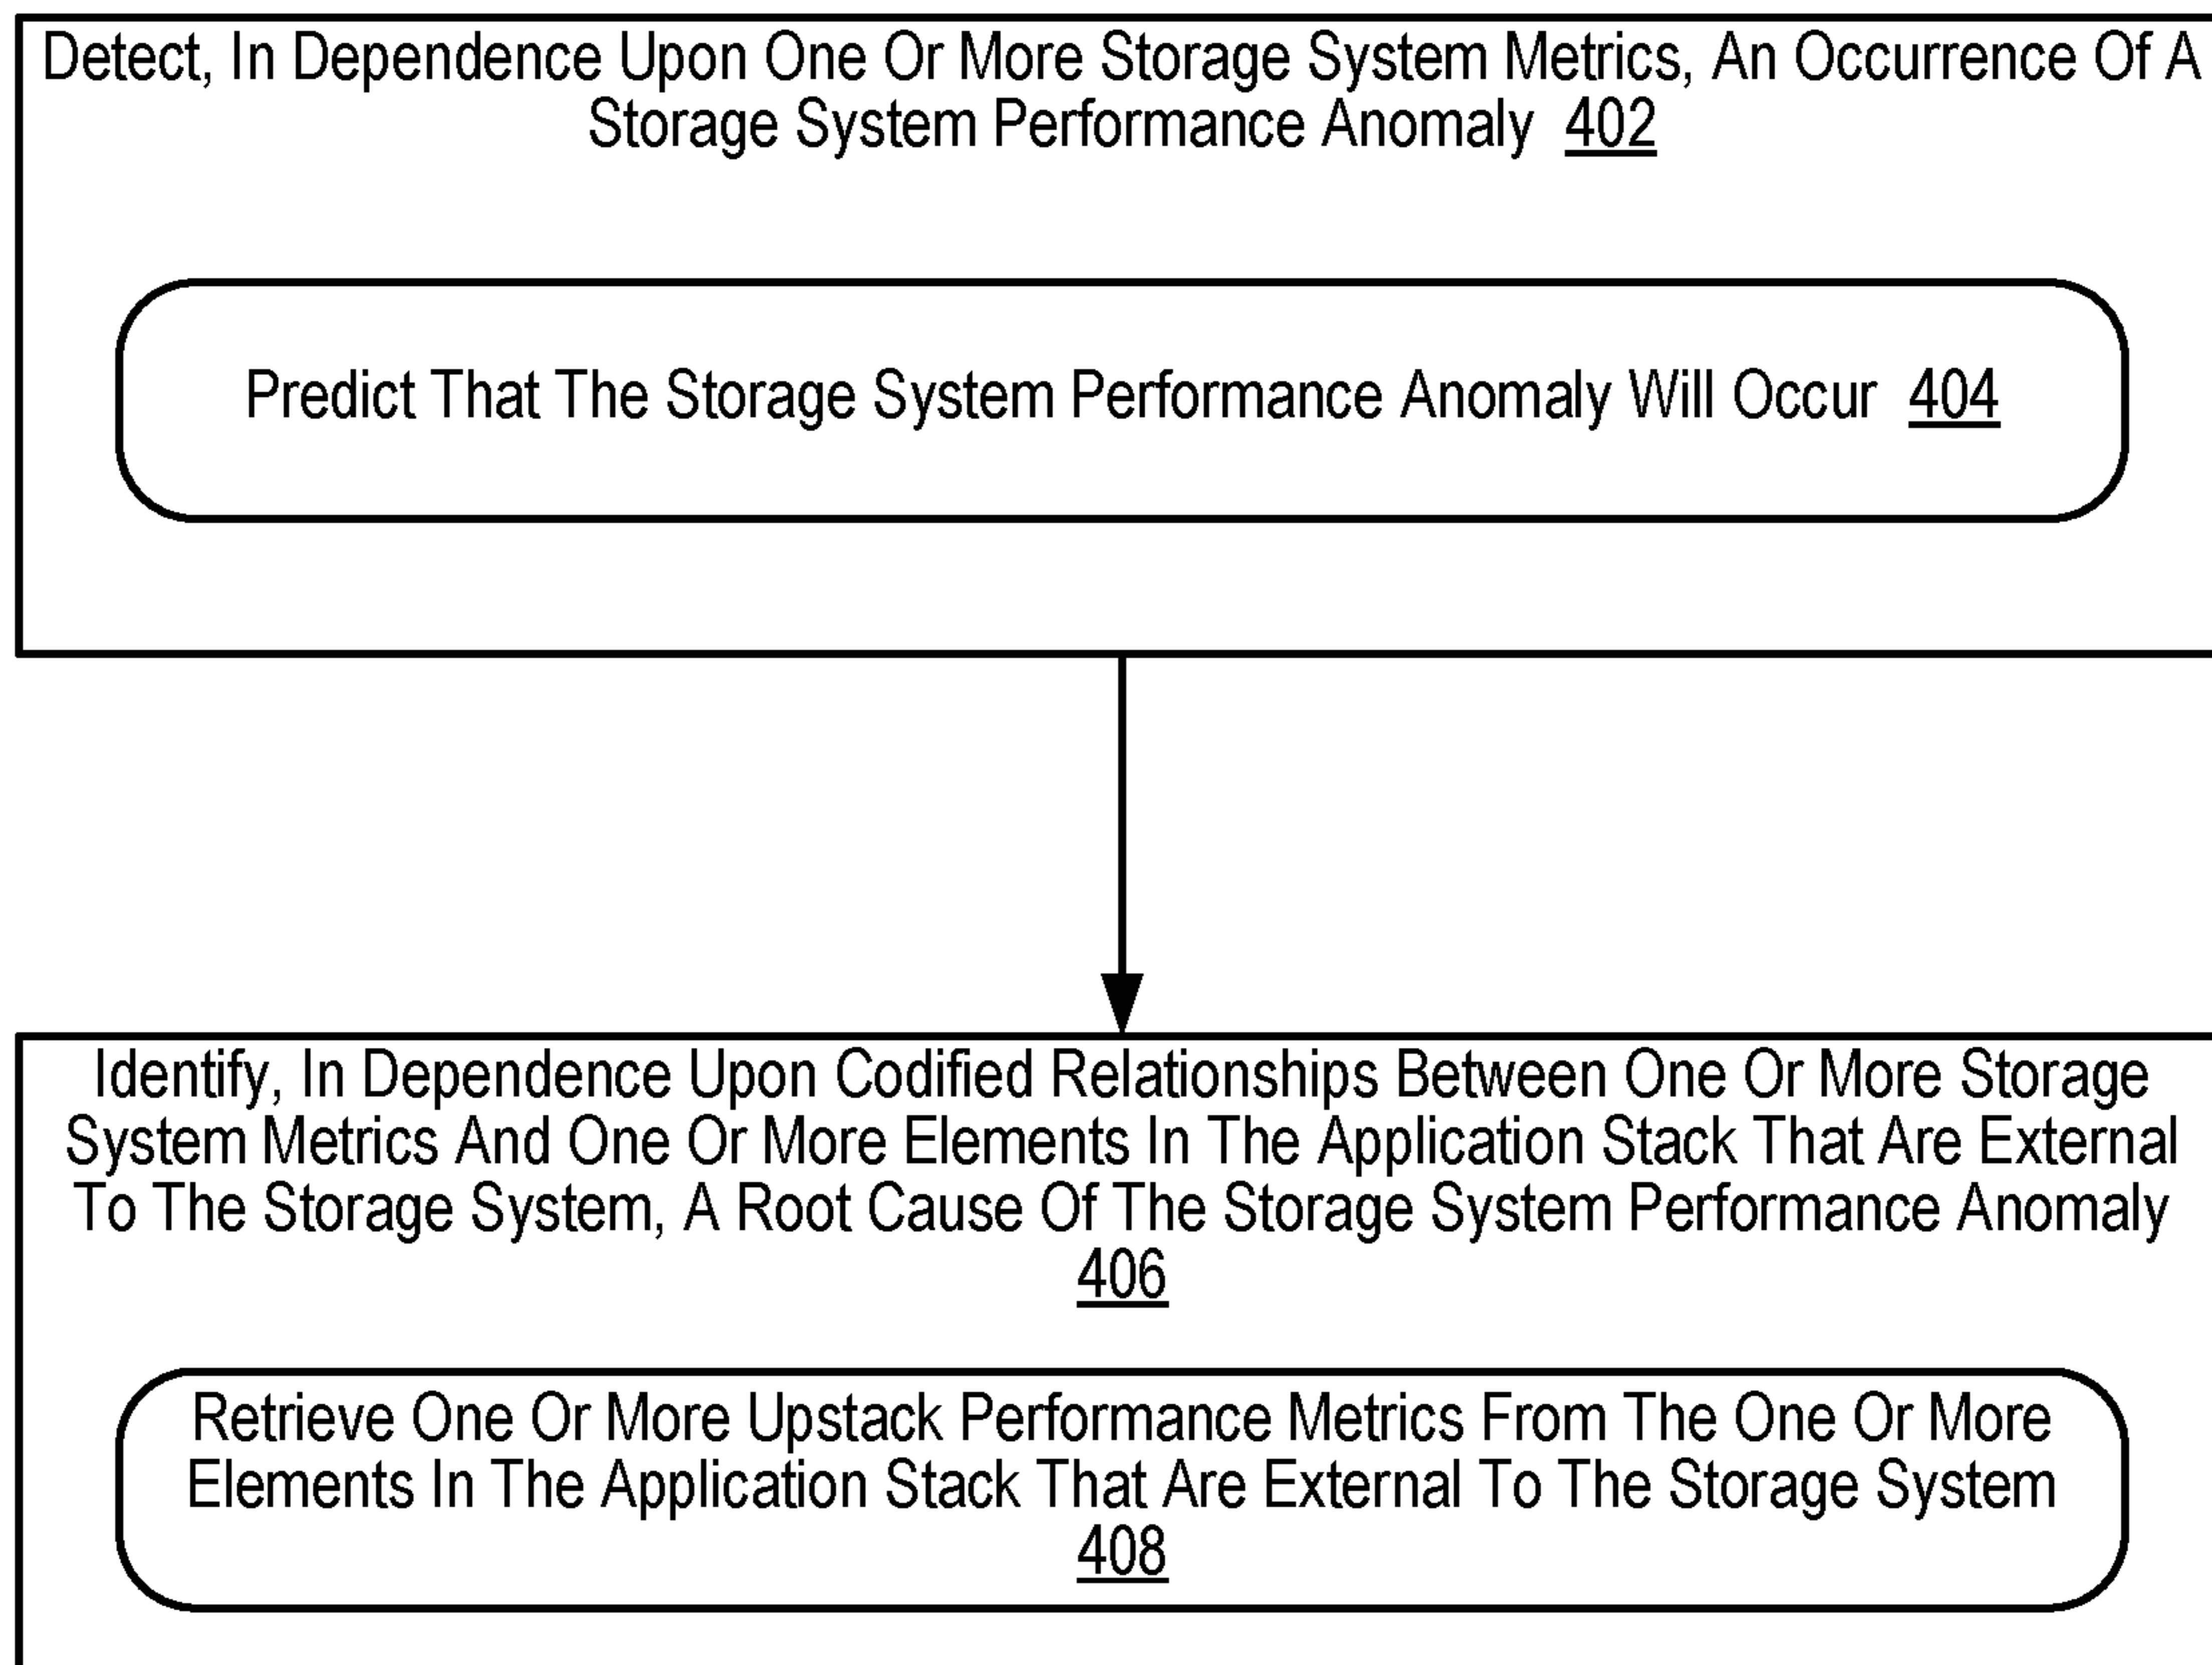 Detect, In Dependence Upon One Or More Storage System Metrics, An Occurrence Of A
Storage System Performance Anomaly 402
Predict That The Storage System Performance Anomaly Will Occur 404
Identify, In Dependence Upon Codified Relationships Between One Or More Storage
System Metrics And One Or More Elements In The Application Stack That Are External
To The Storage System, A Root Cause Of The Storage System Performance Anomaly
406
Retrieve One Or More Upstack Performance Metrics From The One Or More
Elements In The Application Stack That Are External To The Storage System
408